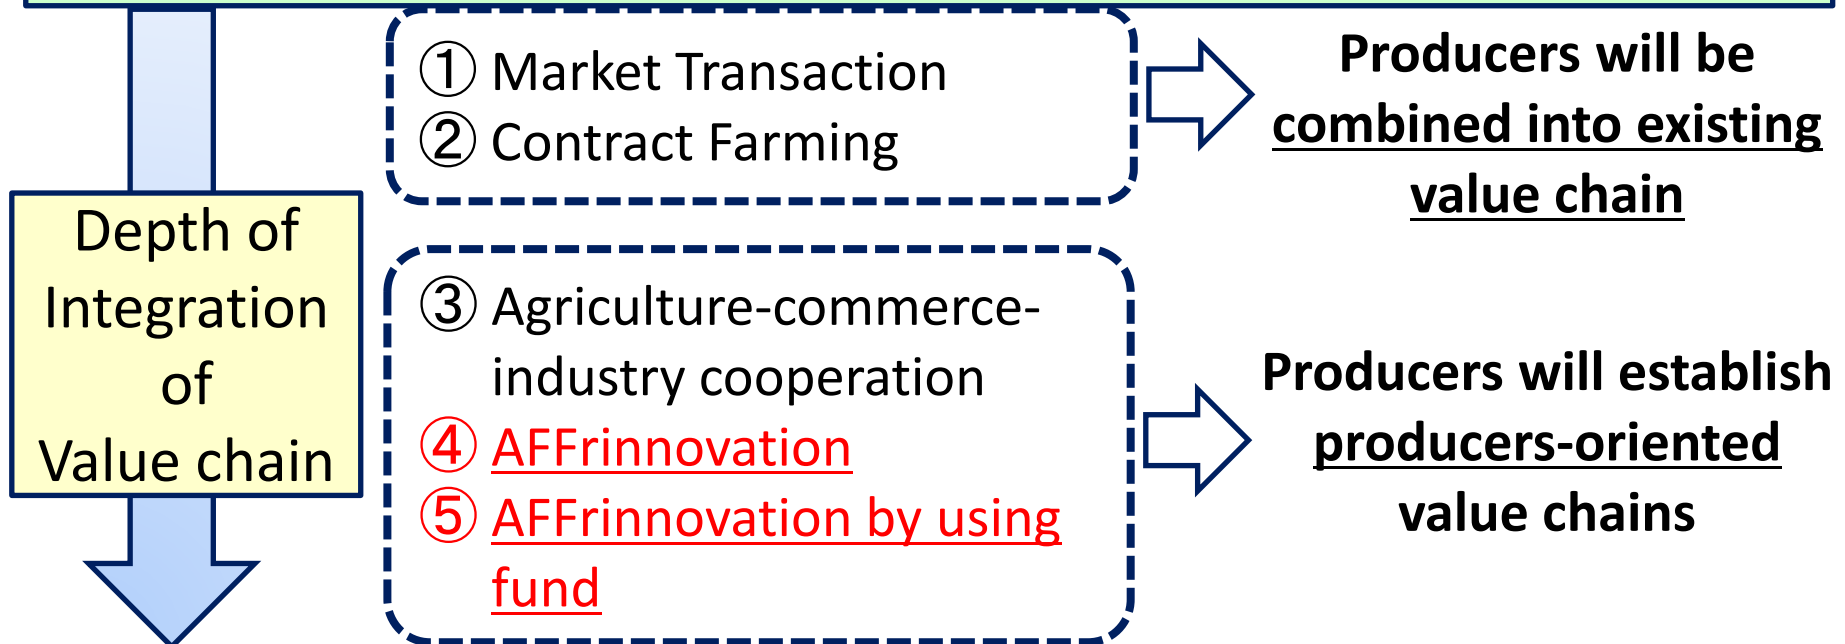 ① Market Transaction
② Contract Farming
Producers will be
combined into existing
value chain
Depth of
Integration
of
Value chain
③ Agriculture-commerce-
industry cooperation
④ AFFrinnovation
⑤ AFFrinnovation by using
fund
Producers will establish
producers-oriented
value chains